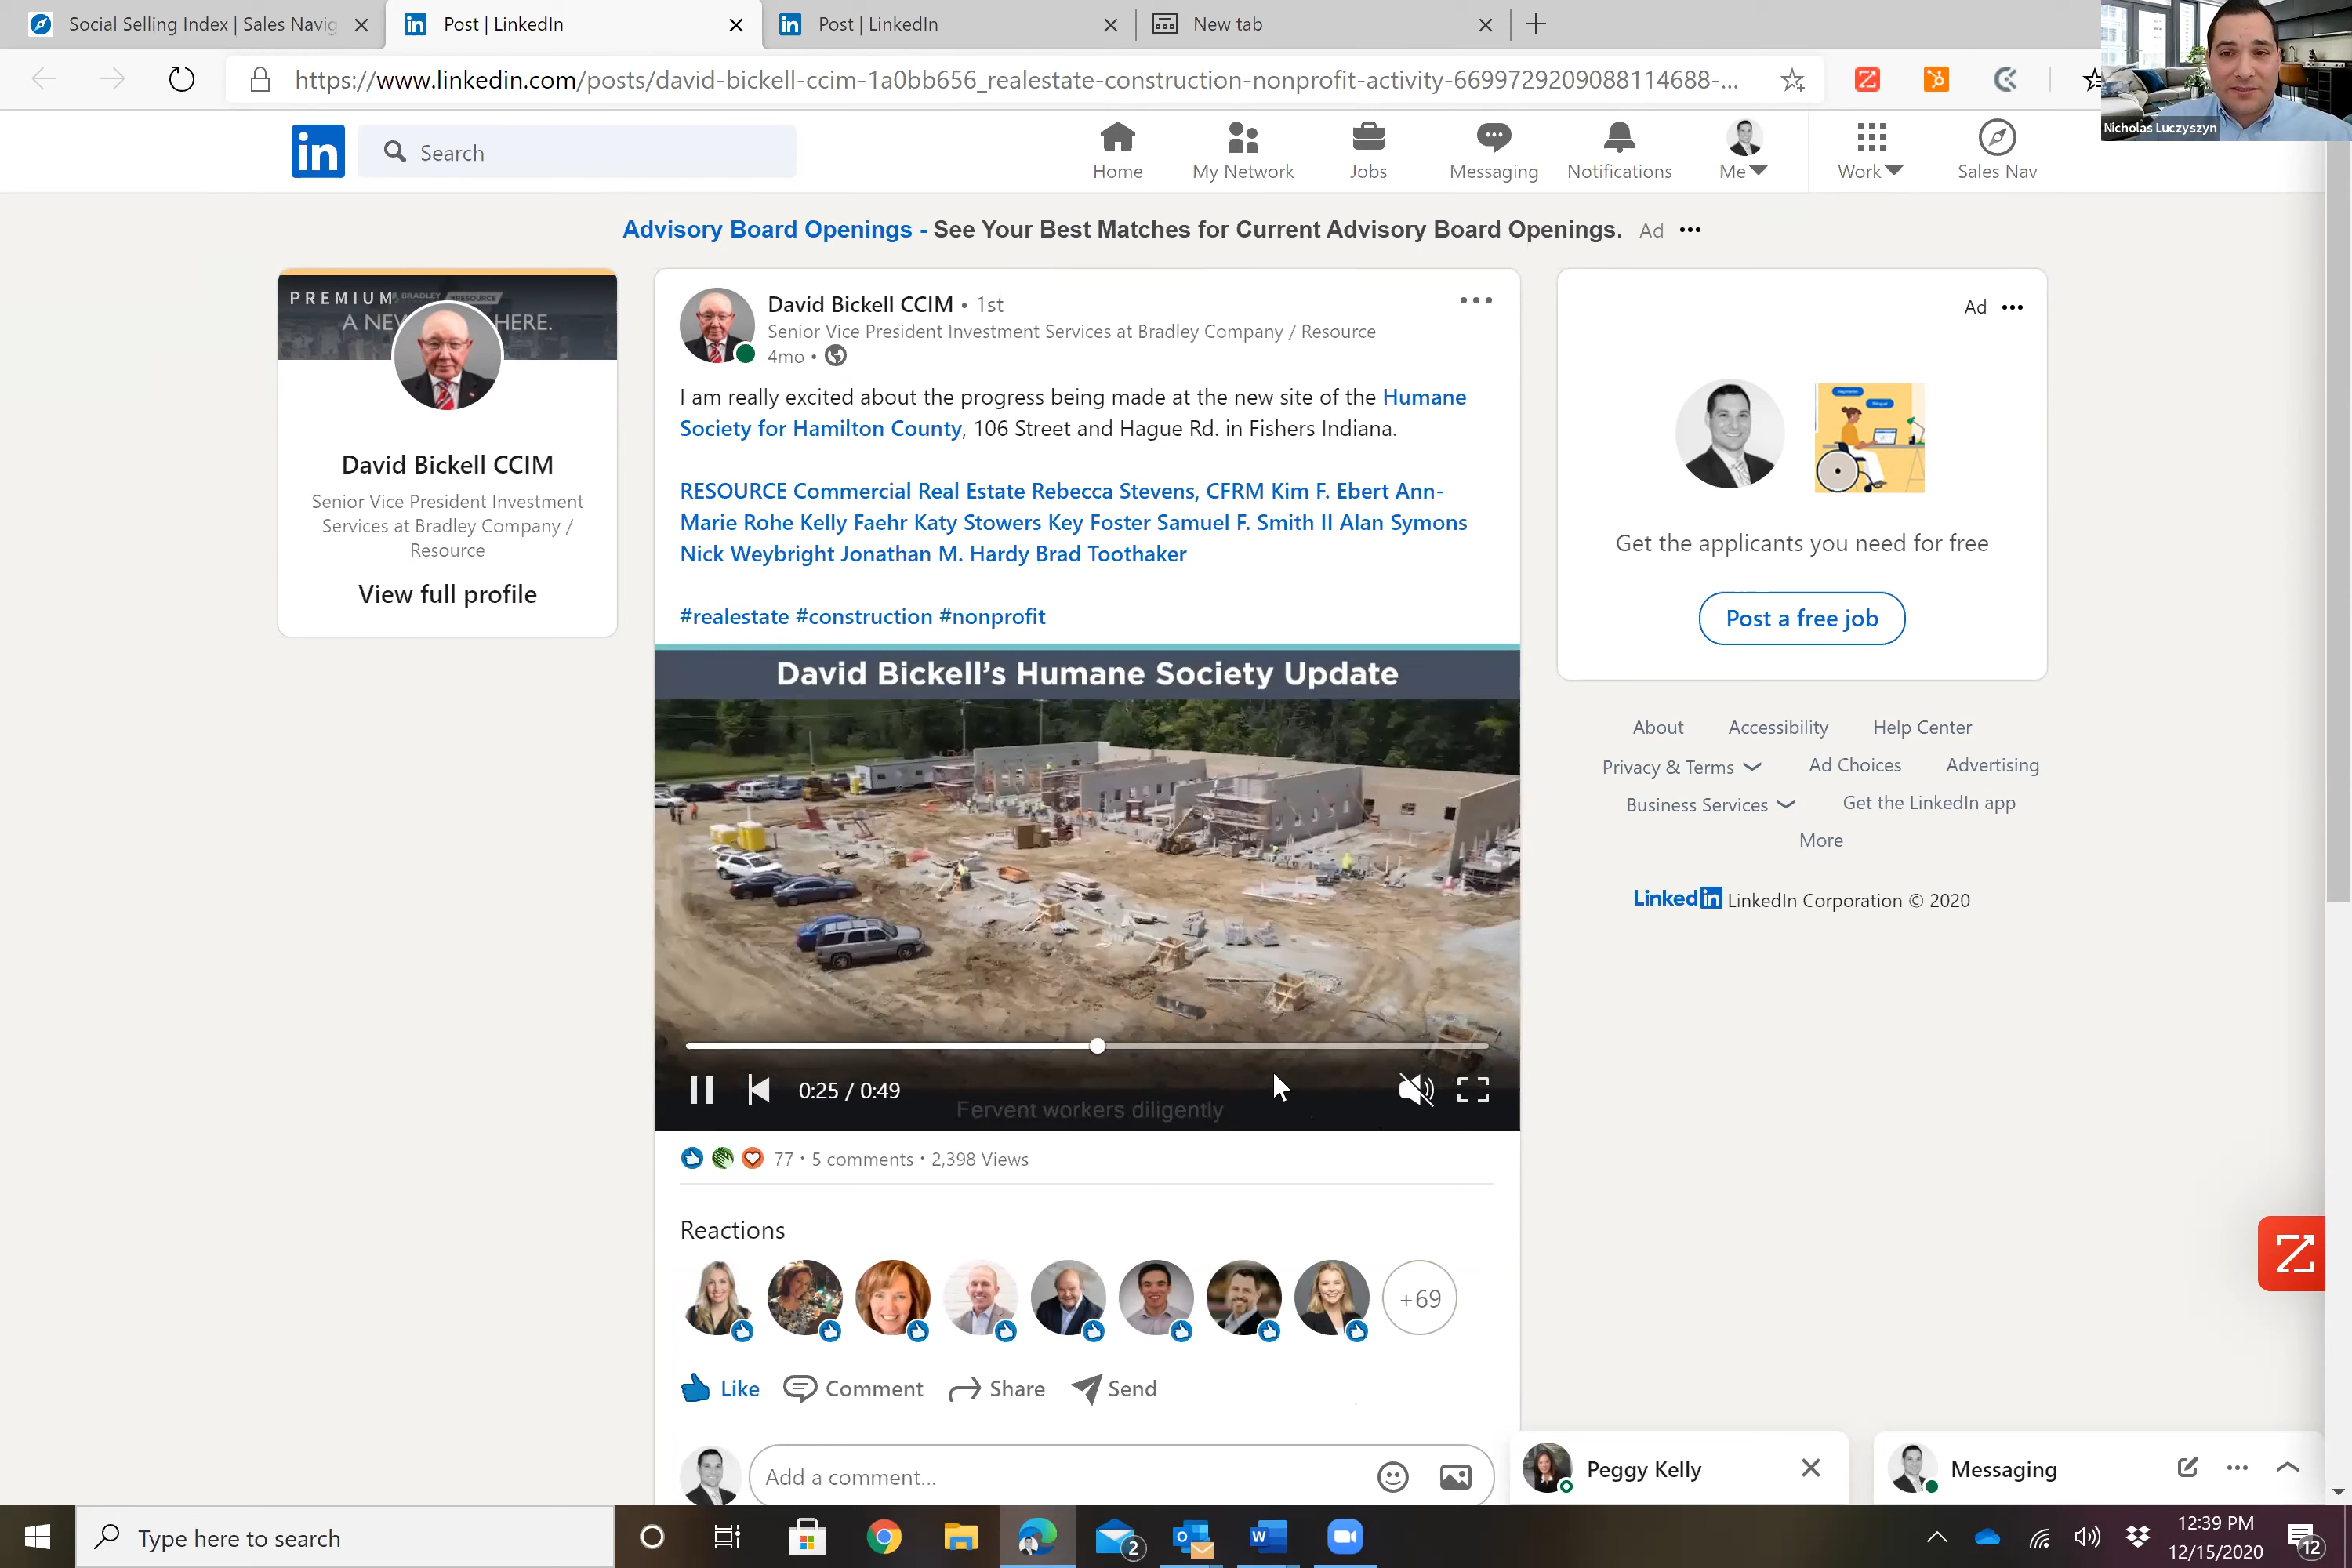 Social Selling Index | Sales Navig
Post | LinkedIn
Post | LinkedIn
New tab
https://www.linkedin.com/posts/david-bickell-ccim-1a0bb656_realestate-construction-nonprofit-activity-6699729209088114688-...
Nicholas Luczyszyn
in
Search
Home
My Network
Jobs
Messaging
Notifications
Me
Work
Sales Nav
Advisory Board Openings - See Your Best Matches for Current Advisory Board Openings. Ad
PREMIUM
BRADLEY RESOURCE
A NEW HERE.
David Bickell CCIM
Senior Vice President Investment
Services at Bradley Company /
Resource
View full profile
David Bickell CCIM • 1st
Senior Vice President Investment Services at Bradley Company / Resource
4mo •
I am really excited about the progress being made at the new site of the Humane
Society for Hamilton County, 106 Street and Hague Rd. in Fishers Indiana.
RESOURCE Commercial Real Estate Rebecca Stevens, CFRM Kim F. Ebert Ann-
Marie Rohe Kelly Faehr Katy Stowers Key Foster Samuel F. Smith II Alan Symons
Nick Weybright Jonathan M. Hardy Brad Toothaker
#realestate #construction #nonprofit
David Bickell's Humane Society Update
0:25 / 0:49
Fervent workers diligently
77 • 5 comments • 2,398 Views
Reactions
+69
Like
Comment
Share
Send
Add a comment...
Ad
Get the applicants you need for free
Post a free job
About
Accessibility
Help Center
Privacy & Terms
Ad Choices
Advertising
Business Services
Get the LinkedIn app
More
LinkedIn LinkedIn Corporation © 2020
Peggy Kelly
Messaging
Type here to search
2
12:39 PM
12/15/2020
12